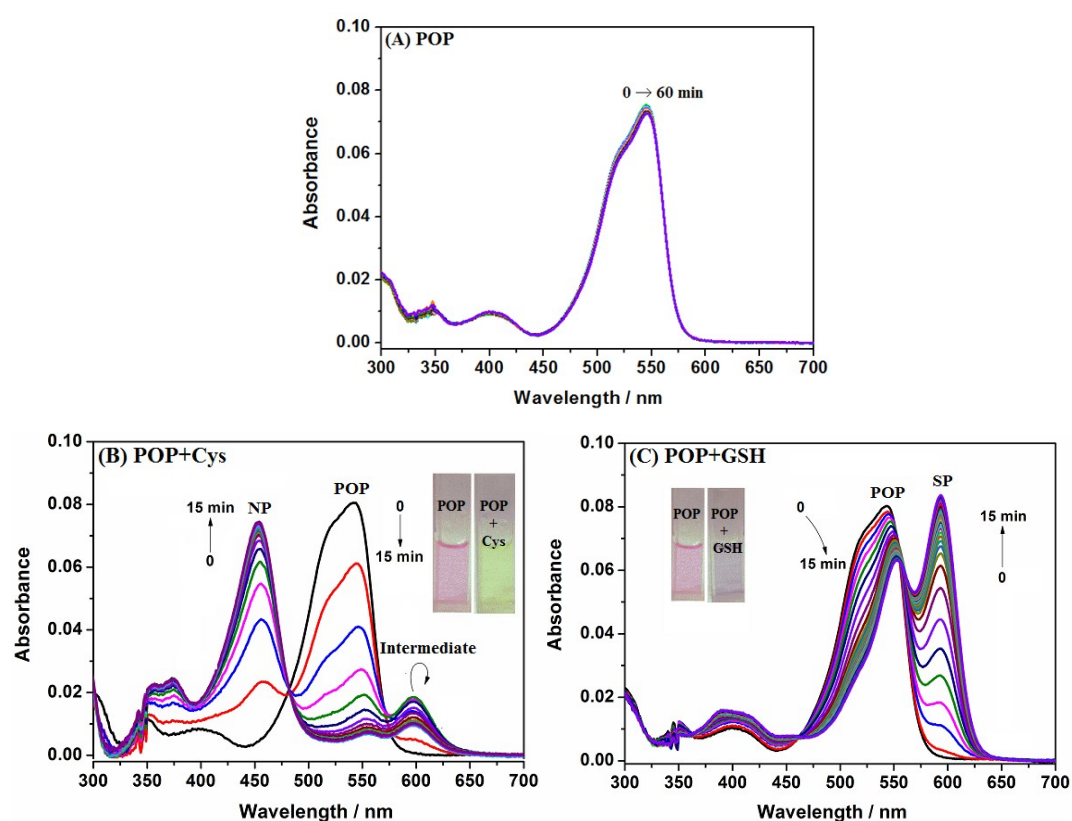 (A) POP
0 → 60 min
0.10
0.08
0.06
0.04
0.02
0.00
Absorbance
300 350 400 450 500 550 600 650 700
Wavelength / nm
(B) POP+Cys
15 min
0
NP
POP
0
15 min
Intermediate
POP
POP
+
Cys
0.10
0.08
0.06
0.04
0.02
0.00
Absorbance
300 350 400 450 500 550 600 650 700
Wavelength / nm
(C) POP+GSH
POP
POP
+
GSH
0
15 min
POP
SP
15 min
0
0.10
0.08
0.06
0.04
0.02
0.00
Absorbance
300 350 400 450 500 550 600 650 700
Wavelength / nm